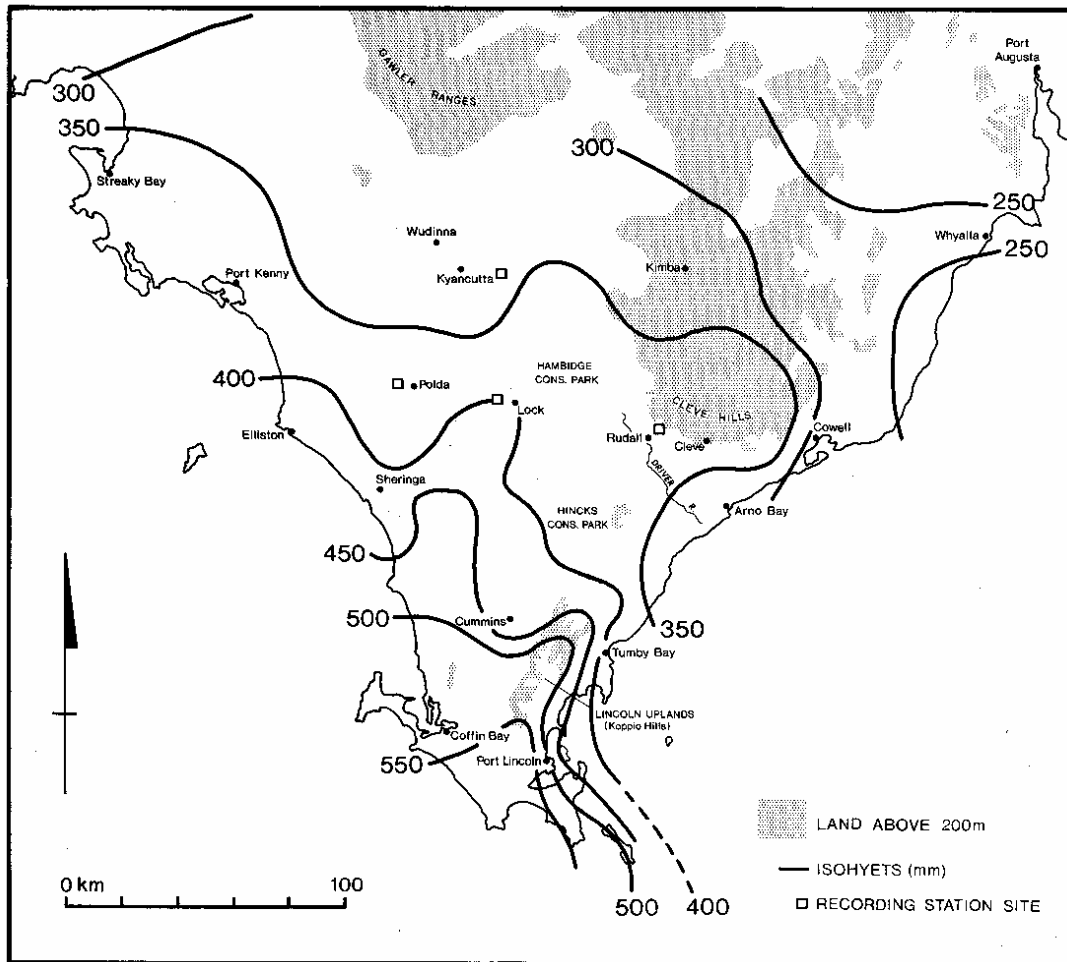 Port
Augusta
GAWLER RANGES
300
350
300
Streaky Bay
250
Whyalla
250
Wudinna
Kyancutta
Kimba
Port Kenny
HAMBIDGE
CONS. PARK
400
Polda
Lock
CLEVE HILLS
Elliston
Rudall
Cleve
Cowell
DRIVER
Sheringa
HINCKS
CONS. PARK
Arno Bay
450
500
Cummins
350
Tumby Bay
LINCOLN UPLANDS
(Koppio Hills)
Coffin Bay
550
Port Lincoln
LAND ABOVE 200m
ISOHYETS (mm)
RECORDING STATION SITE
0 km
100
500
400